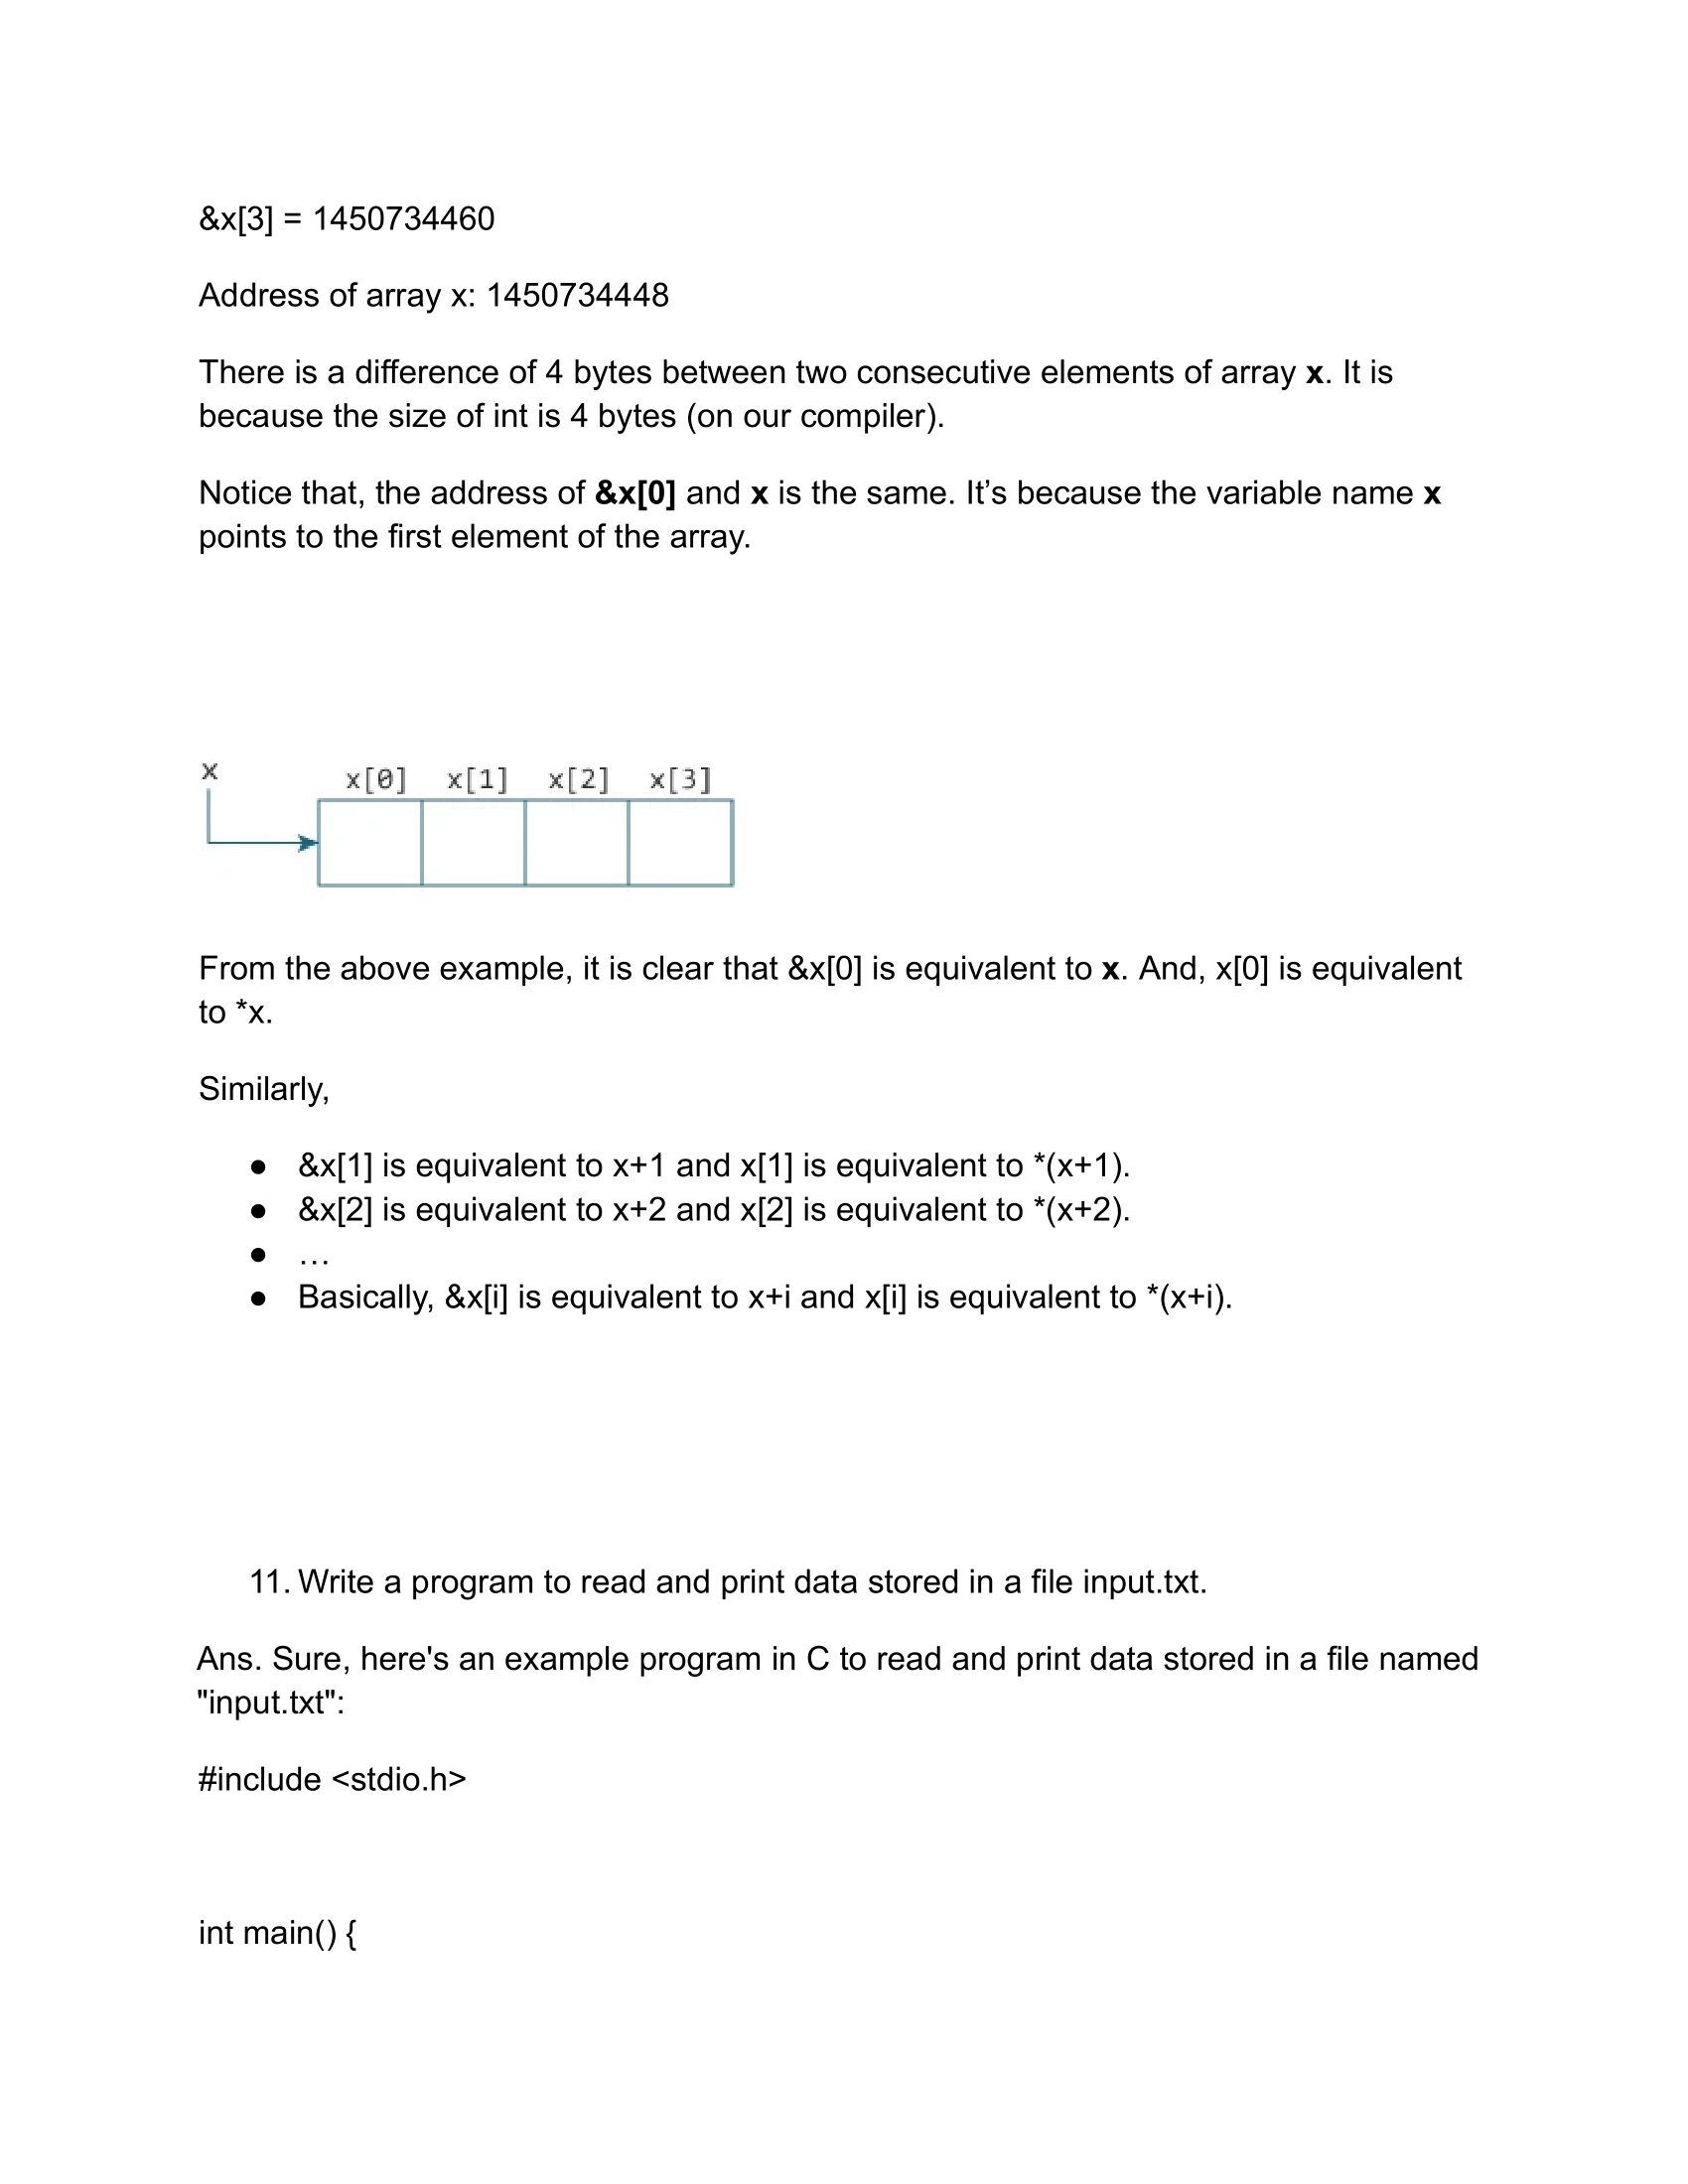 &x[3] = 1450734460
Address of array x: 1450734448
There is a difference of 4 bytes between two consecutive elements of array x. It is
because the size of int is 4 bytes (on our compiler).
Notice that, the address of &x[0] and x is the same. It’s because the variable name x
points to the first element of the array.
x
x[0] x[1] x[2] x[3]
From the above example, it is clear that &x[0] is equivalent to x. And, x[0] is equivalent
to *x.
Similarly,
● &x[1] is equivalent to x+1 and x[1] is equivalent to *(x+1).
● &x[2] is equivalent to x+2 and x[2] is equivalent to *(x+2).
● …
● Basically, &x[i] is equivalent to x+i and x[i] is equivalent to *(x+i).
11. Write a program to read and print data stored in a file input.txt.
Ans. Sure, here's an example program in C to read and print data stored in a file named
"input.txt":
#include <stdio.h>
int main() {